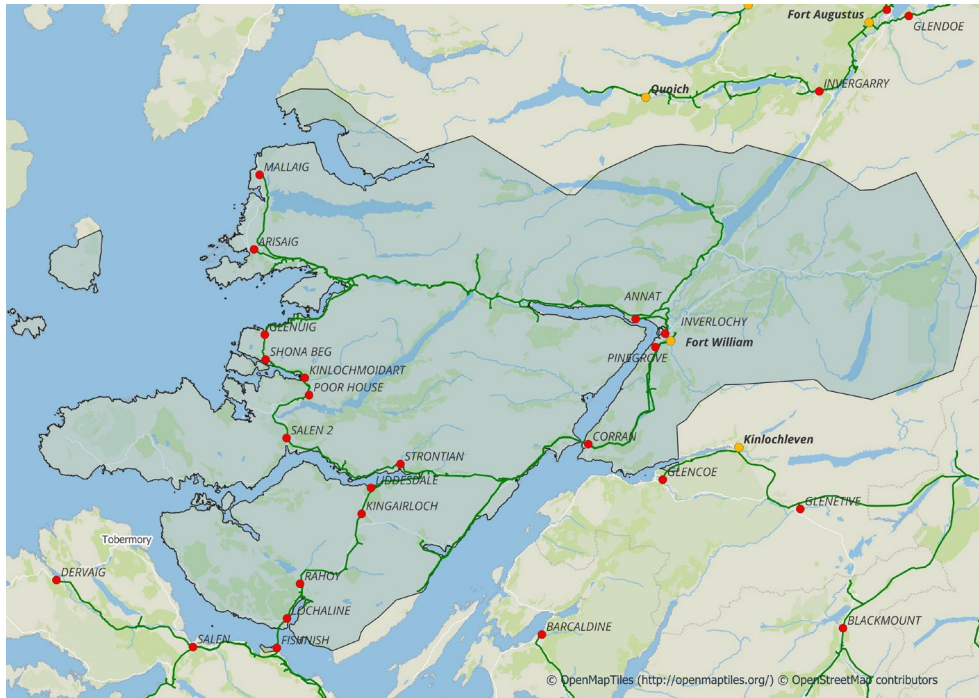 Fort Augustus
GLENDOE
Quoich
INVERGARRY
MALLAIG
ARISAIG
ANNAT
GLENUIG
INVERLOCHY
Fort William
PINEGROVE
SHONA BEG
KINLOCHMOIDART
POOR HOUSE
SALEN 2
CORRAN
Kinlochleven
STRONTIAN
GLENCOE
LIDDESDALE
GLENETIVE
KINGAIRLOCH
Tobermory
DERVAIG
RAHOY
LOCHALINE
BARCALDINE
BLACKMOUNT
SALEN
FISHNISH
© OpenMapTiles (http://openmaptiles.org/) © OpenStreetMap contributors